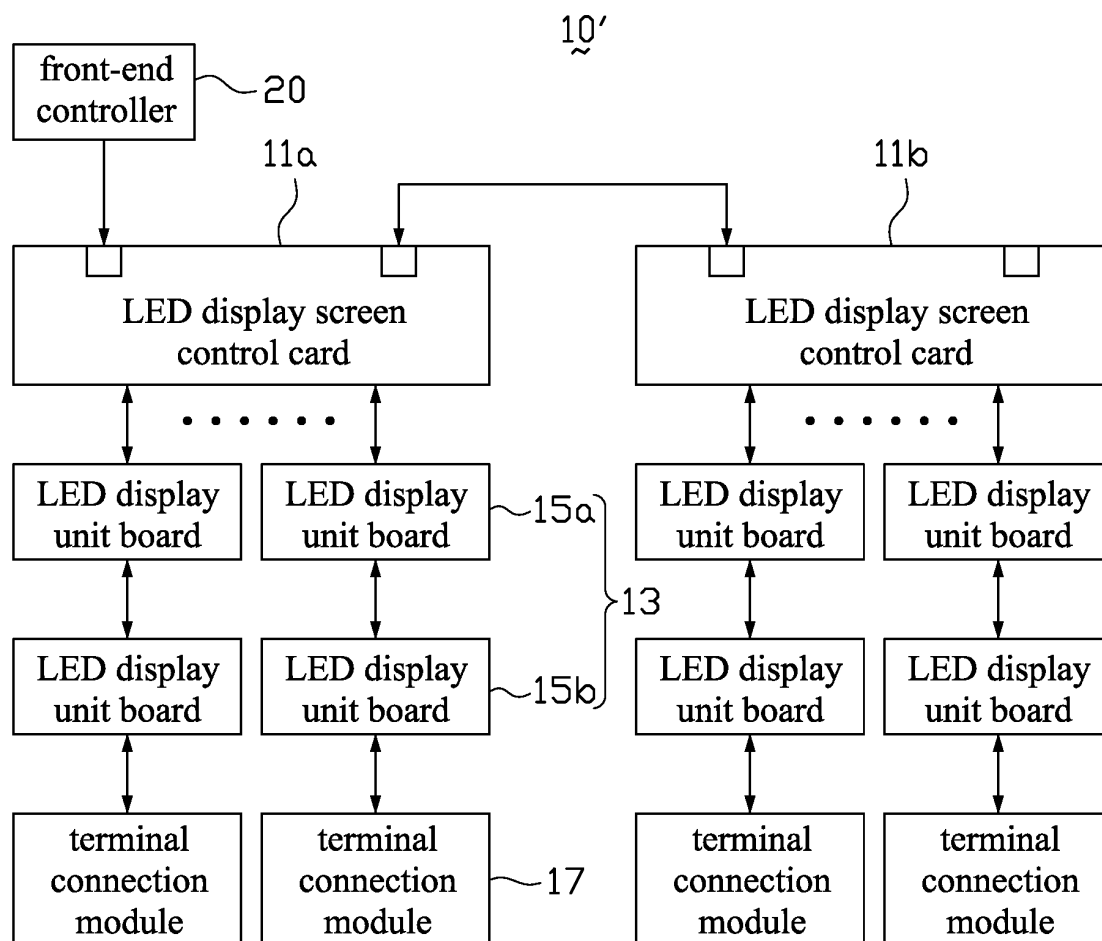 10′
front-end
controller
20
11a
11b
LED display screen
control card
LED display screen
control card
LED display
unit board
LED display
unit board
15a
LED display
unit board
LED display
unit board
13
LED display
unit board
LED display
unit board
15b
LED display
unit board
LED display
unit board
terminal
connection
module
terminal
connection
module
17
terminal
connection
module
terminal
connection
module